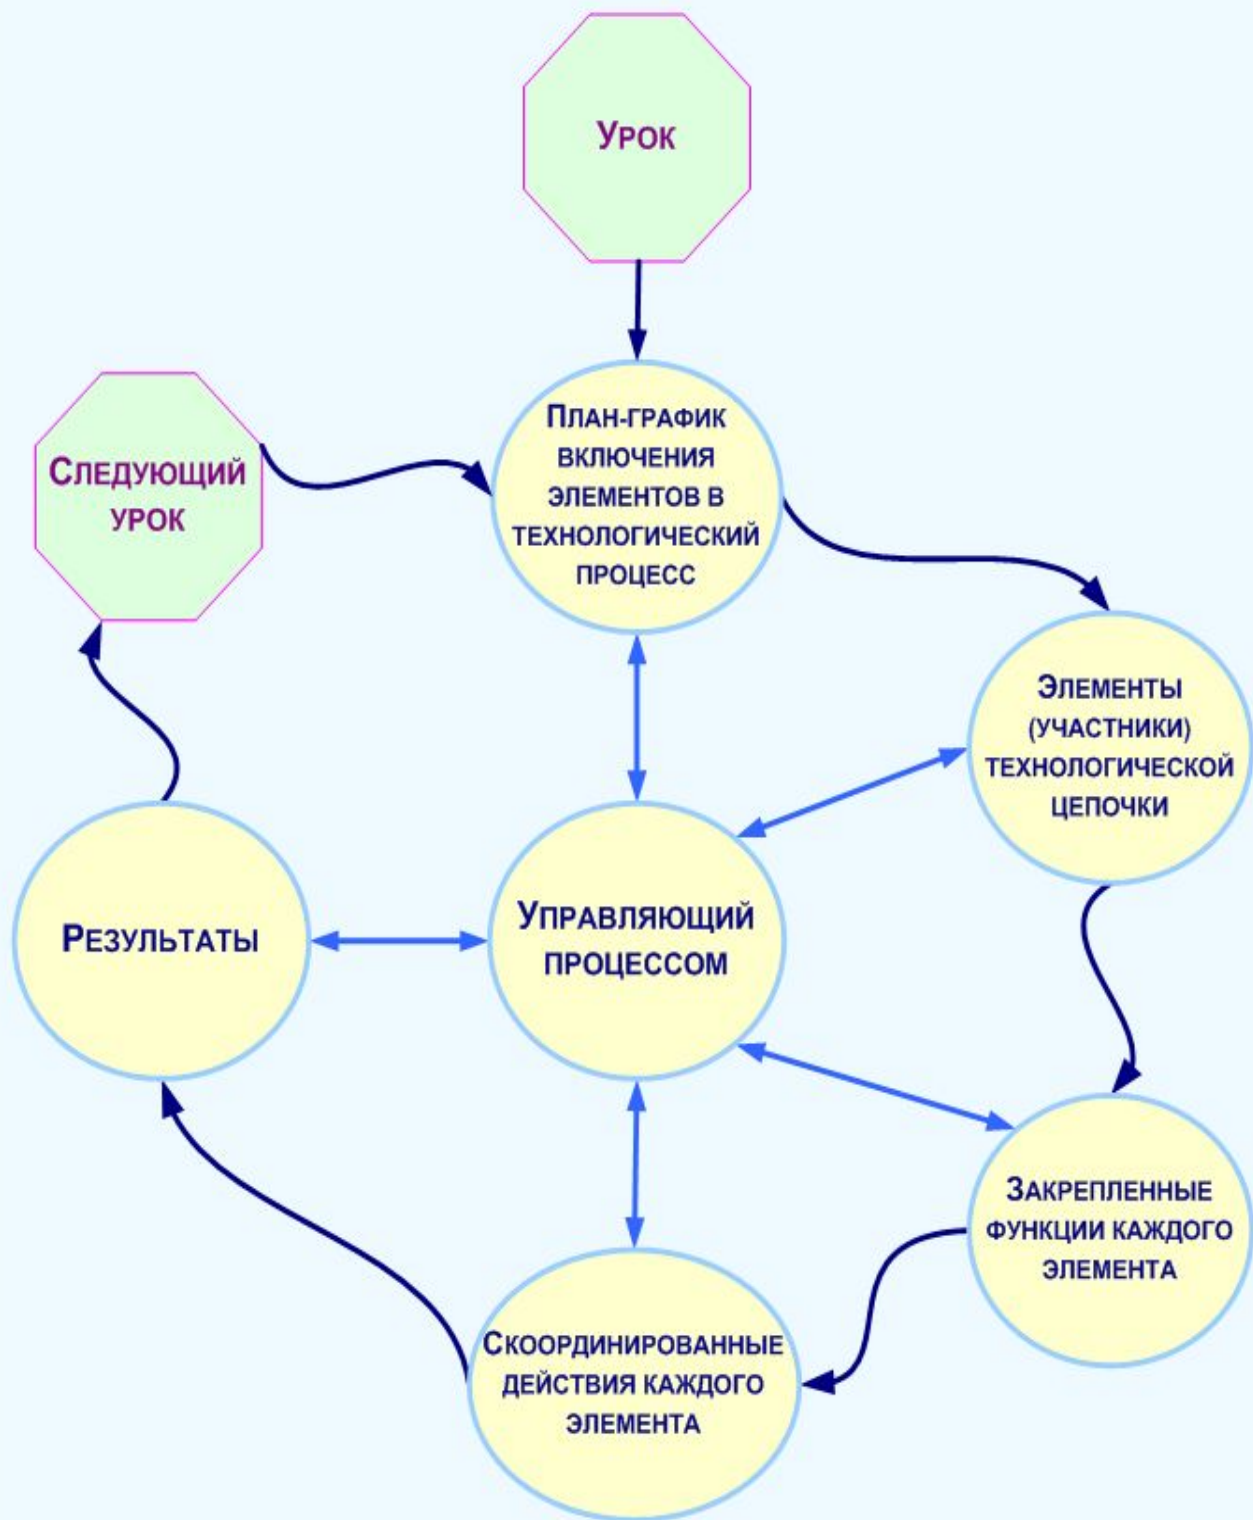 Урок
План-график
включения
элементов в
технологический
процесс
Следующий
урок
Элементы
(участники)
технологической
цепочки
Управляющий
процессом
Результаты
Закрепленные
функции каждого
элемента
Скоординированные
действия каждого
элемента